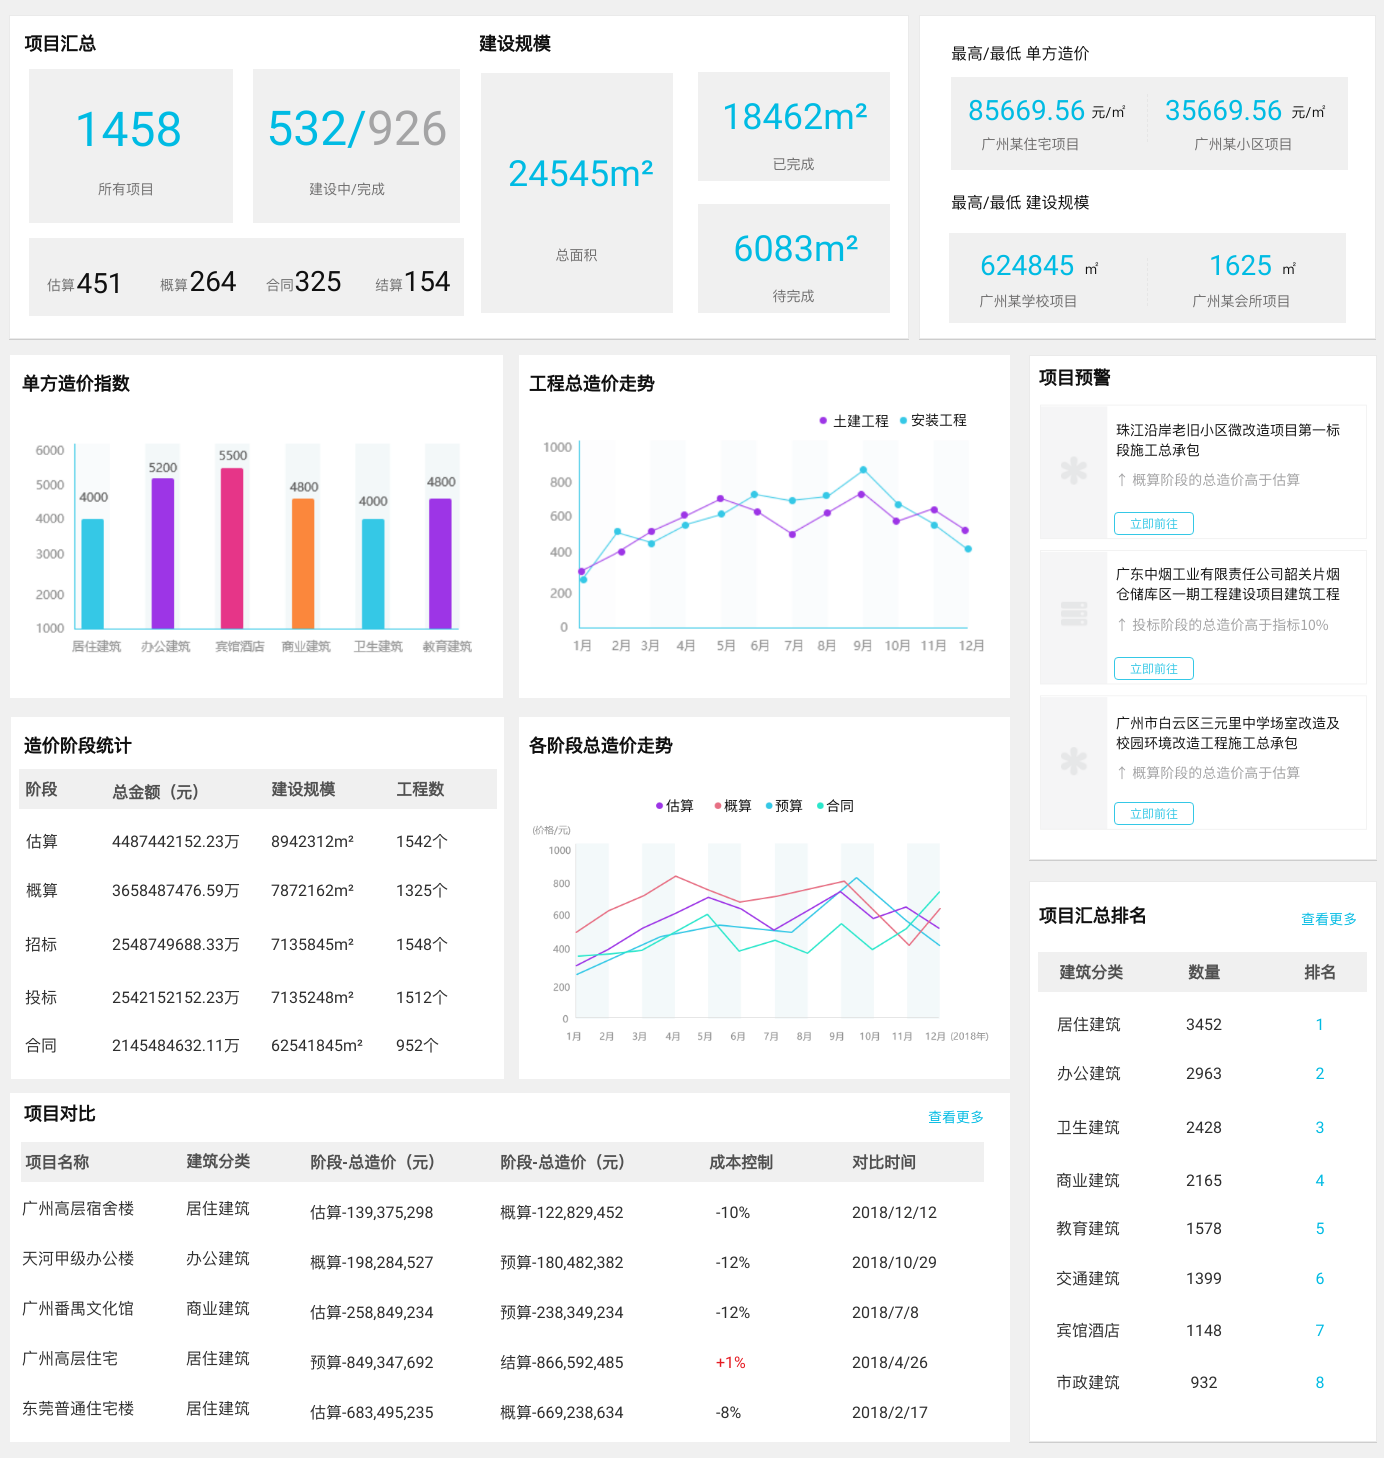 项目汇总
1458
所有项目
532/926
建设中/完成
估算451 概算264 合同325 结算154
建设规模
24545m²
总面积
18462m²
已完成
6083m²
待完成
最高/最低 单方造价
85669.56 元/㎡ 35669.56 元/㎡
广州某住宅项目 广州某小区项目
最高/最低 建设规模
624845 ㎡ 1625 ㎡
广州某学校项目 广州某会所项目
单方造价指数
6000
5000
4000
3000
2000
1000
4000 5200 5500 4800 4000 4800
居住建筑 办公建筑 宾馆酒店 商业建筑 卫生建筑 教育建筑
工程总造价走势
土建工程 安装工程
1000
800
600
400
200
0
1月 2月 3月 4月 5月 6月 7月 8月 9月 10月 11月 12月
项目预警
珠江沿岸老旧小区微改造项目第一标
段施工总承包
↑ 概算阶段的总造价高于估算
立即前往
广东中烟工业有限责任公司韶关片烟
仓储库区一期工程建设项目建筑工程
↑ 投标阶段的总造价高于指标10%
立即前往
广州市白云区三元里中学场室改造及
校园环境改造工程施工总承包
↑ 概算阶段的总造价高于估算
立即前往
造价阶段统计
阶段 总金额（元） 建设规模 工程数
估算 4487442152.23万 8942312m² 1542个
概算 3658487476.59万 7872162m² 1325个
招标 2548749688.33万 7135845m² 1548个
投标 2542152152.23万 7135248m² 1512个
合同 2145484632.11万 62541845m² 952个
各阶段总造价走势
估算 概算 预算 合同
(价格/元)
1000
800
600
400
200
0
1月 2月 3月 4月 5月 6月 7月 8月 9月 10月 11月 12月 (2018年)
项目汇总排名 查看更多
建筑分类 数量 排名
居住建筑 3452 1
办公建筑 2963 2
卫生建筑 2428 3
商业建筑 2165 4
教育建筑 1578 5
交通建筑 1399 6
宾馆酒店 1148 7
市政建筑 932 8
项目对比 查看更多
项目名称 建筑分类 阶段-总造价（元） 阶段-总造价（元） 成本控制 对比时间
广州高层宿舍楼 居住建筑 估算-139,375,298 概算-122,829,452 -10% 2018/12/12
天河甲级办公楼 办公建筑 概算-198,284,527 预算-180,482,382 -12% 2018/10/29
广州番禺文化馆 商业建筑 估算-258,849,234 预算-238,349,234 -12% 2018/7/8
广州高层住宅 居住建筑 预算-849,347,692 结算-866,592,485 +1% 2018/4/26
东莞普通住宅楼 居住建筑 估算-683,495,235 概算-669,238,634 -8% 2018/2/17